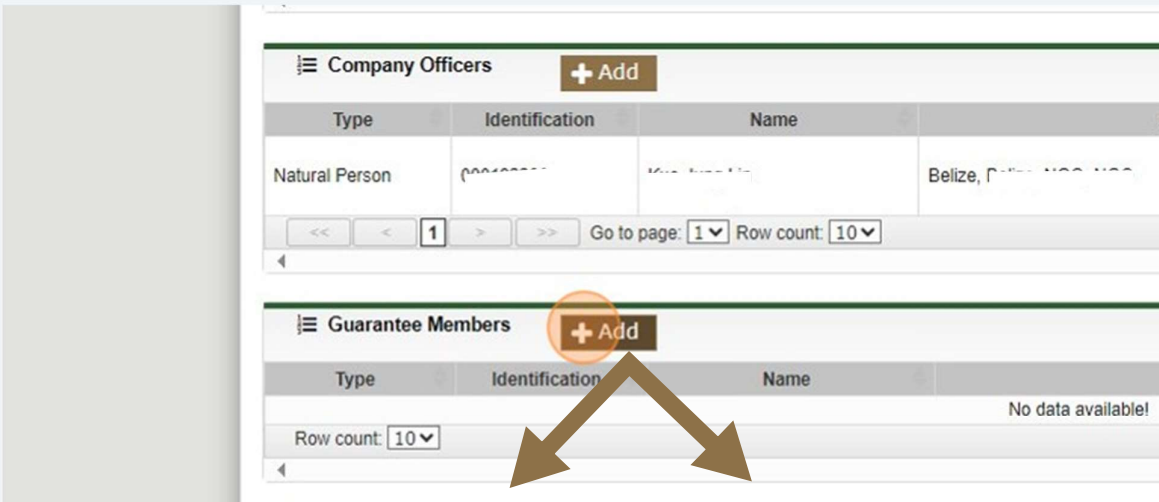 Company Officers
Add
Type Identification Name
Natural Person Belize,
<< < 1 > >> Go to page: 1 Row count: 10
Guarantee Members
Add
Type Identification Name
No data available!
Row count: 10